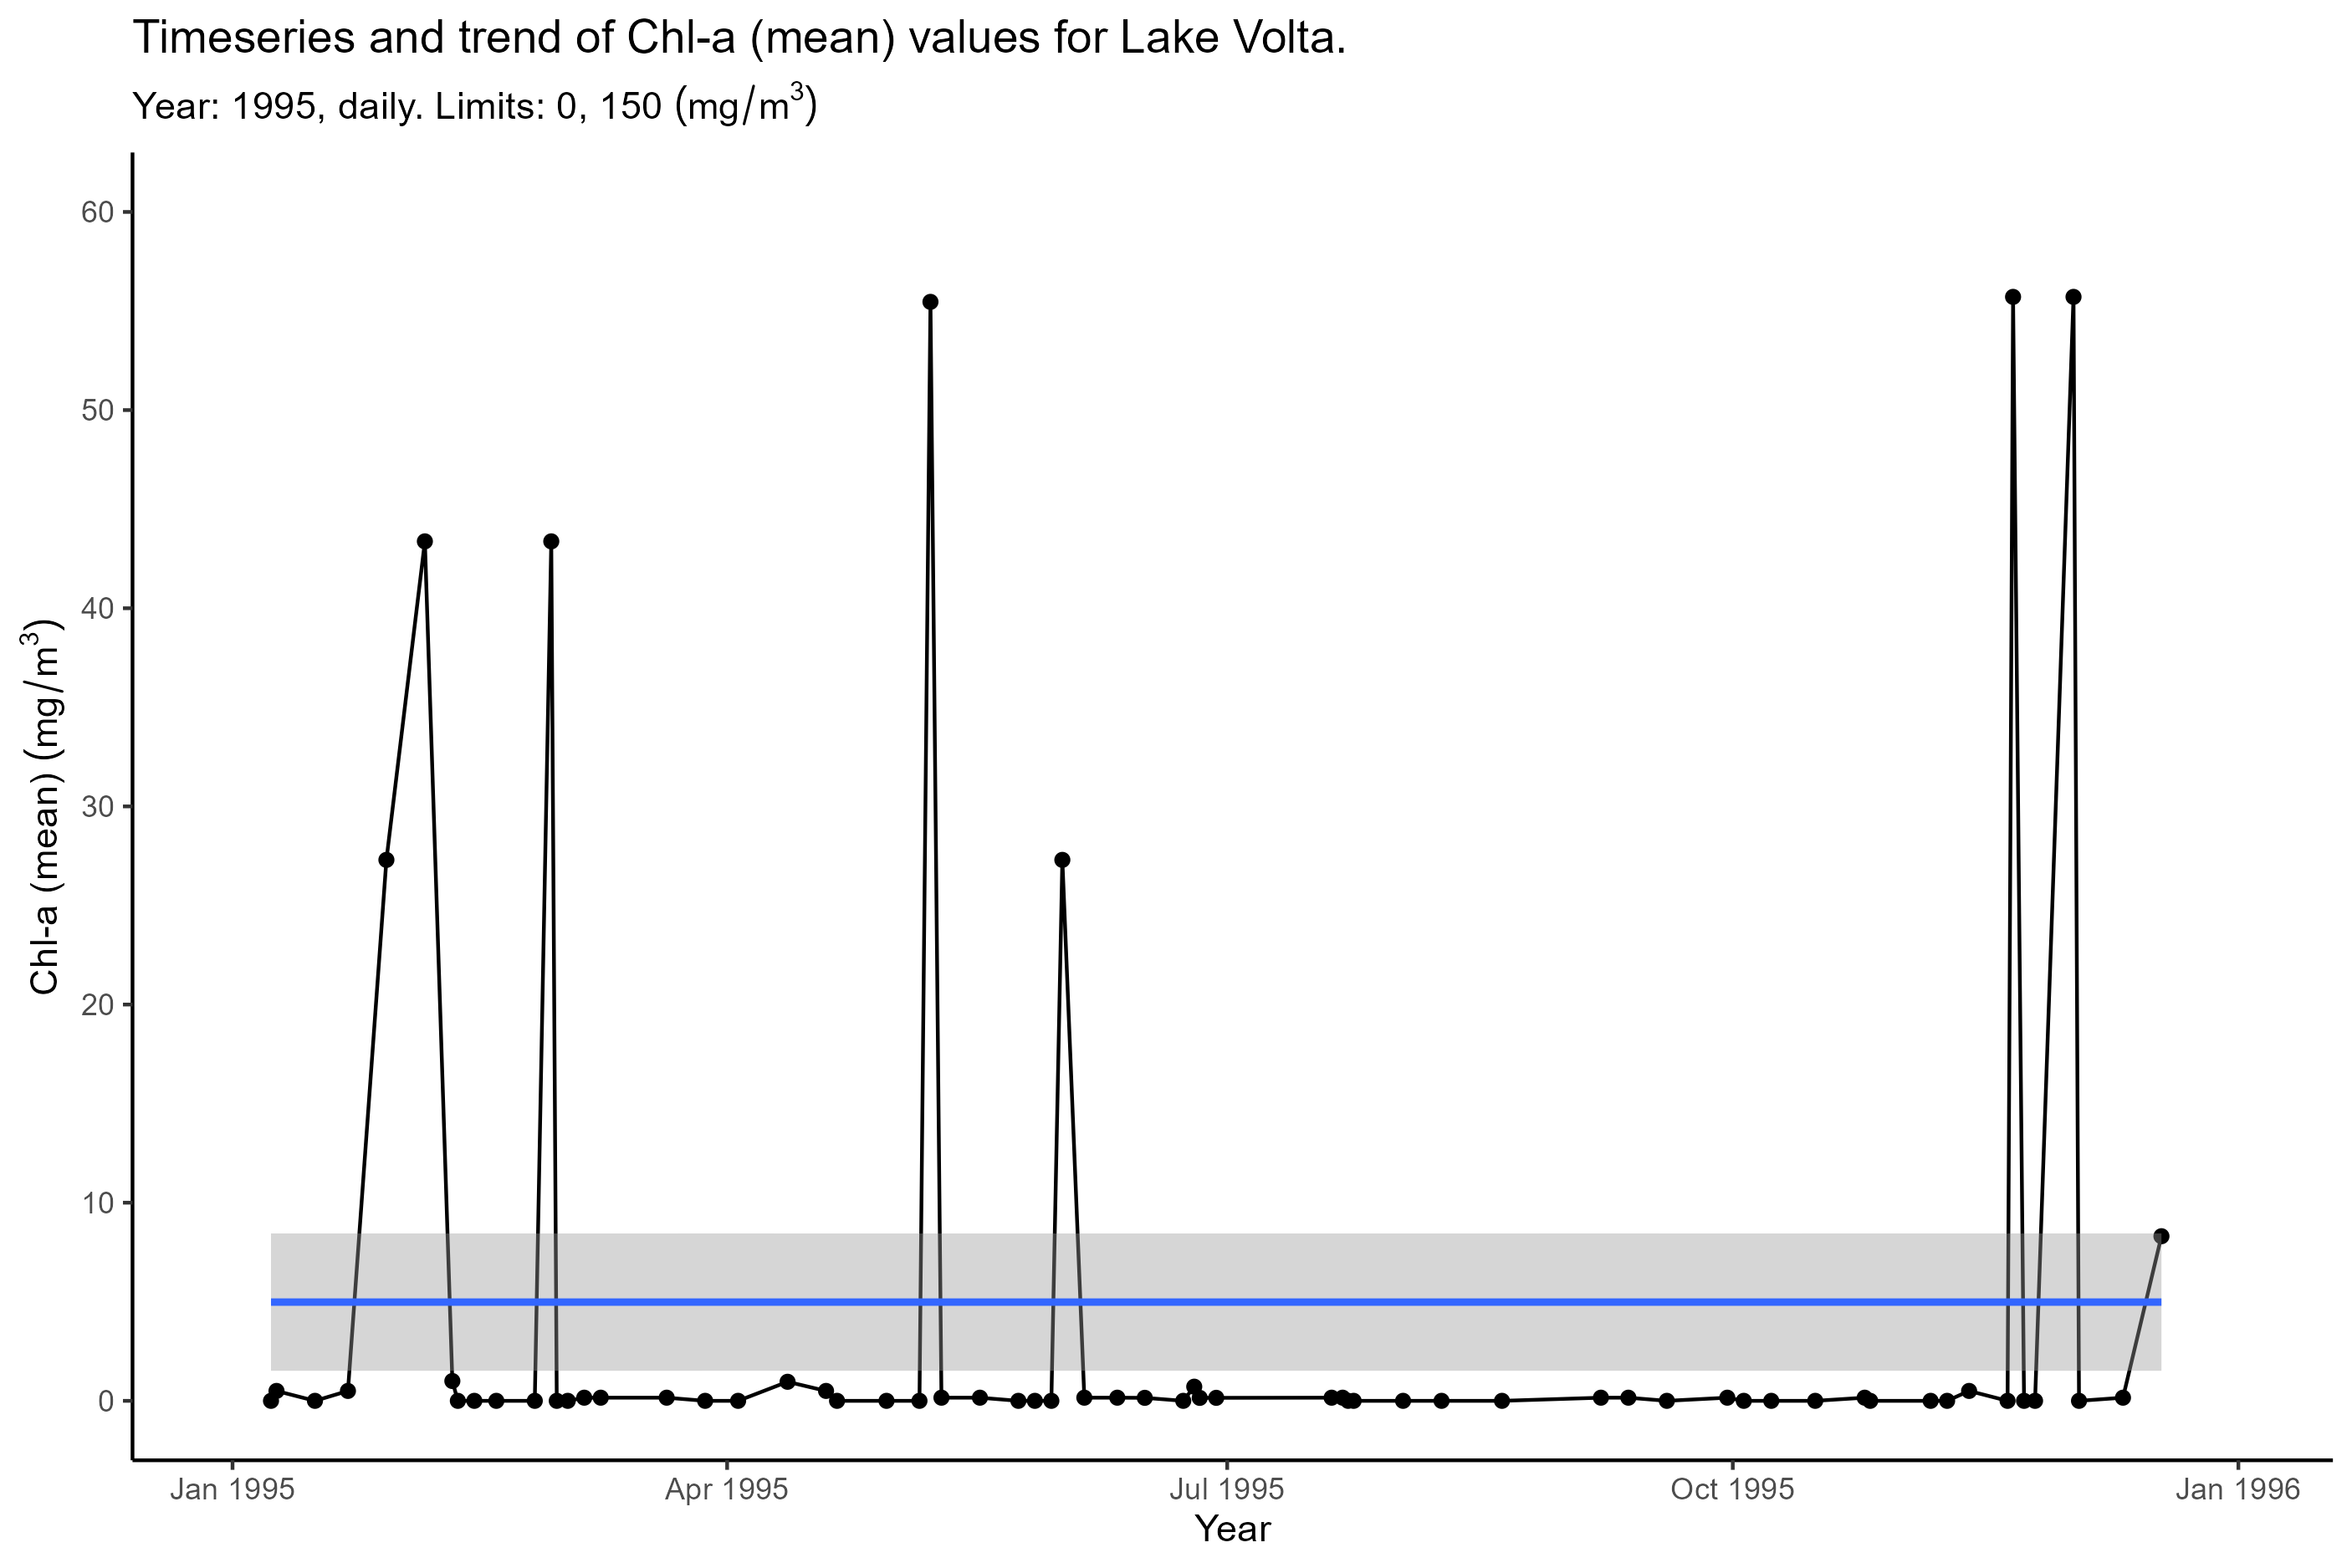 Timeseries and trend of Chl-a (mean) values for Lake Volta.
Year: 1995, daily. Limits: 0, 150 (mg/m³)
Chl-a (mean) (mg/m³)
60
50
40
30
20
10
0
Jan 1995 Apr 1995 Jul 1995 Oct 1995 Jan 1996
Year